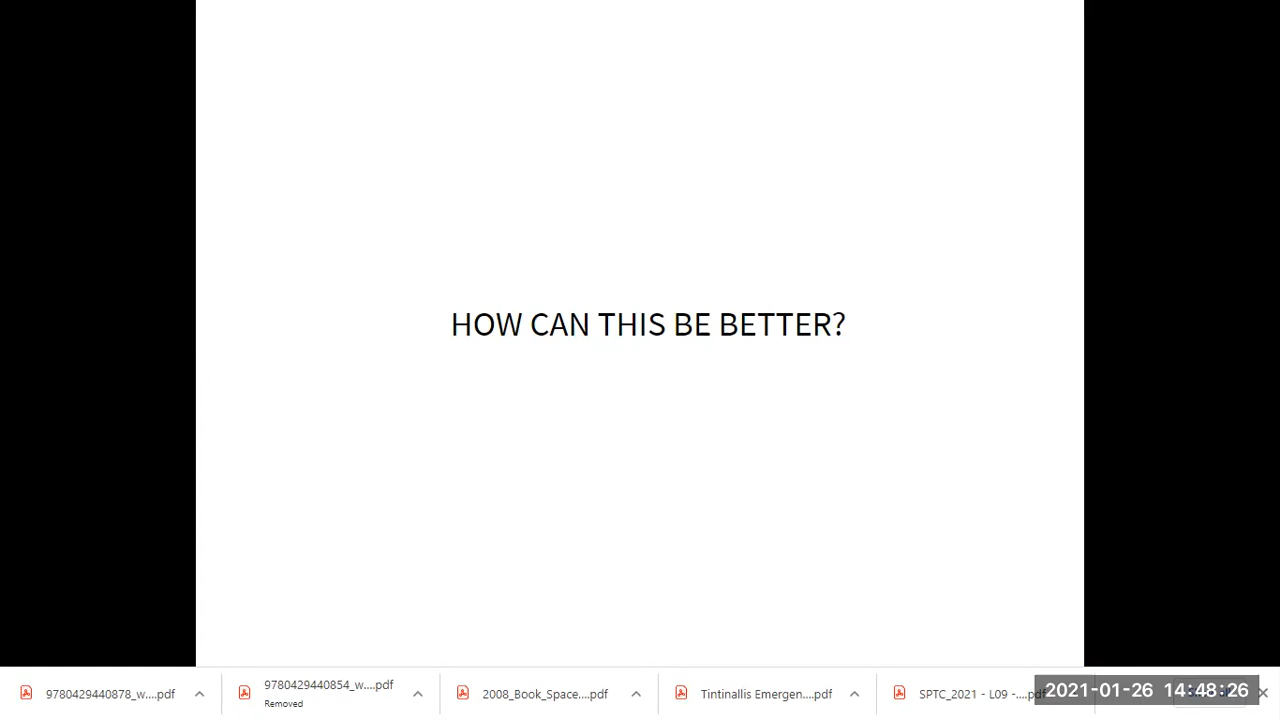 HOW CAN THIS BE BETTER?
9780429440878_w....pdf
9780429440854_w....pdf
Removed
2008_Book_Space....pdf
Tintinallis Emergen....pdf
SPTC_2021 - L09 -....pdf
2021-01-26 14:48:26